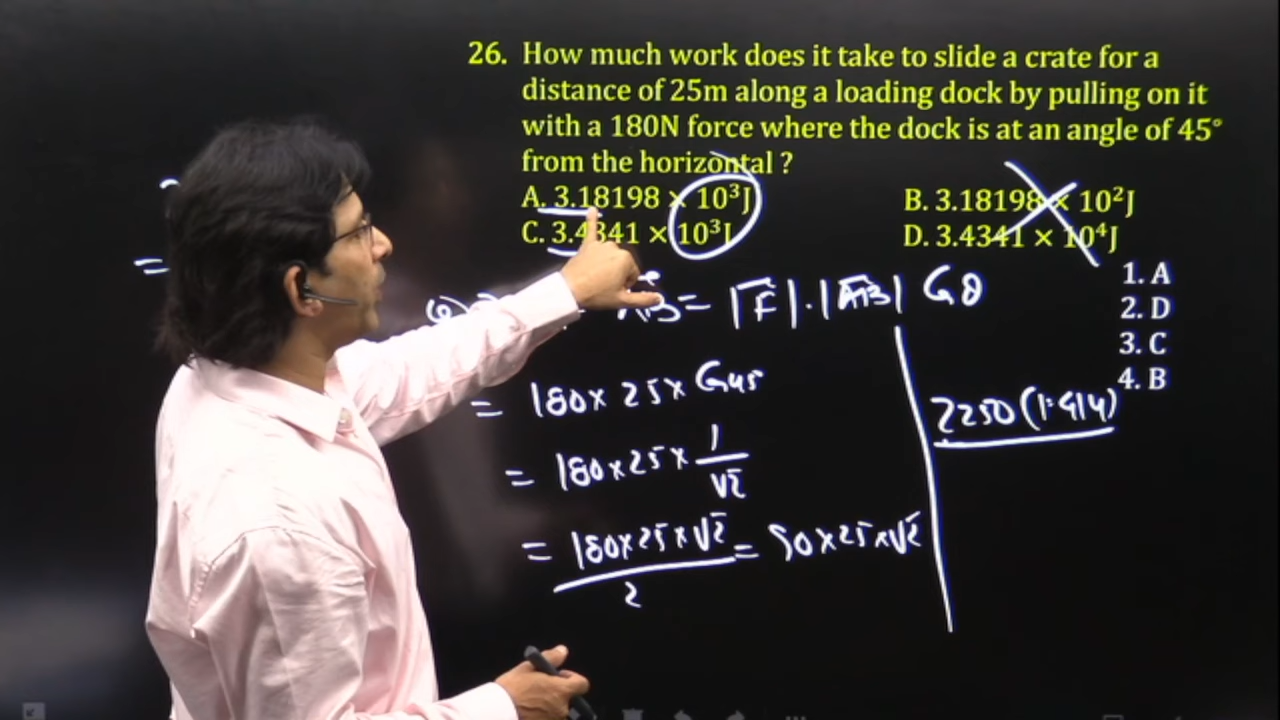 26. How much work does it take to slide a crate for a
distance of 25m along a loading dock by pulling on it
with a 180N force where the dock is at an angle of 45°
from the horizontal ?
A. 3.18198 × 10³J
B. 3.18198 × 10²J
C. 3.4341 × 10³J
D. 3.4341 × 10⁴J
1. A
2. D
3. C
4. B
= |F|.|AB| Cosθ
= 180×25× Cos45
= 180×25× 1/√2
= 180×25×√2/2 = 90×25×√2
2250(1.414)